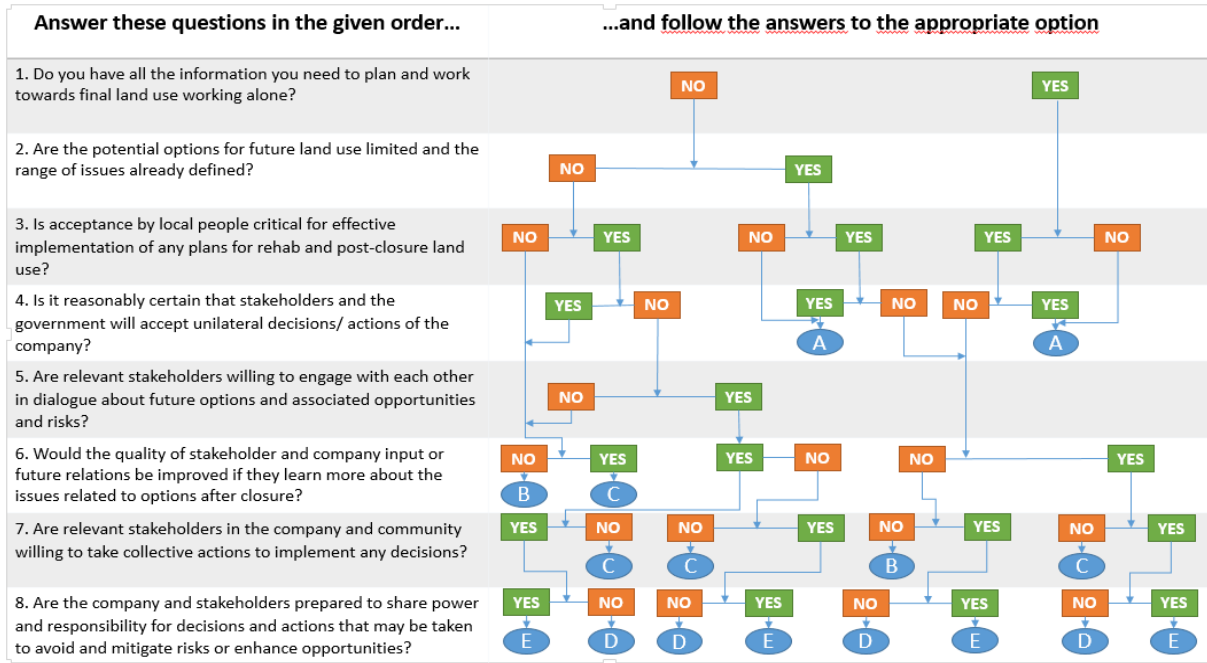 Answer these questions in the given order...
...and follow the answers to the appropriate option
1. Do you have all the information you need to plan and work
towards final land use working alone?
NO
YES
2. Are the potential options for future land use limited and the
range of issues already defined?
NO
YES
3. Is acceptance by local people critical for effective
implementation of any plans for rehab and post-closure land
use?
NO
YES
NO
YES
YES
NO
4. Is it reasonably certain that stakeholders and the
government will accept unilateral decisions/ actions of the
company?
YES
NO
YES
NO
NO
YES
A
A
5. Are relevant stakeholders willing to engage with each other
in dialogue about future options and associated opportunities
and risks?
NO
YES
6. Would the quality of stakeholder and company input or
future relations be improved if they learn more about the
issues related to options after closure?
NO
YES
YES
NO
NO
YES
B
C
7. Are relevant stakeholders in the company and community
willing to take collective actions to implement any decisions?
YES
NO
NO
YES
NO
YES
NO
YES
C
C
B
C
8. Are the company and stakeholders prepared to share power
and responsibility for decisions and actions that may be taken
to avoid and mitigate risks or enhance opportunities?
YES
NO
NO
YES
NO
YES
NO
YES
E
D
D
E
D
E
D
E